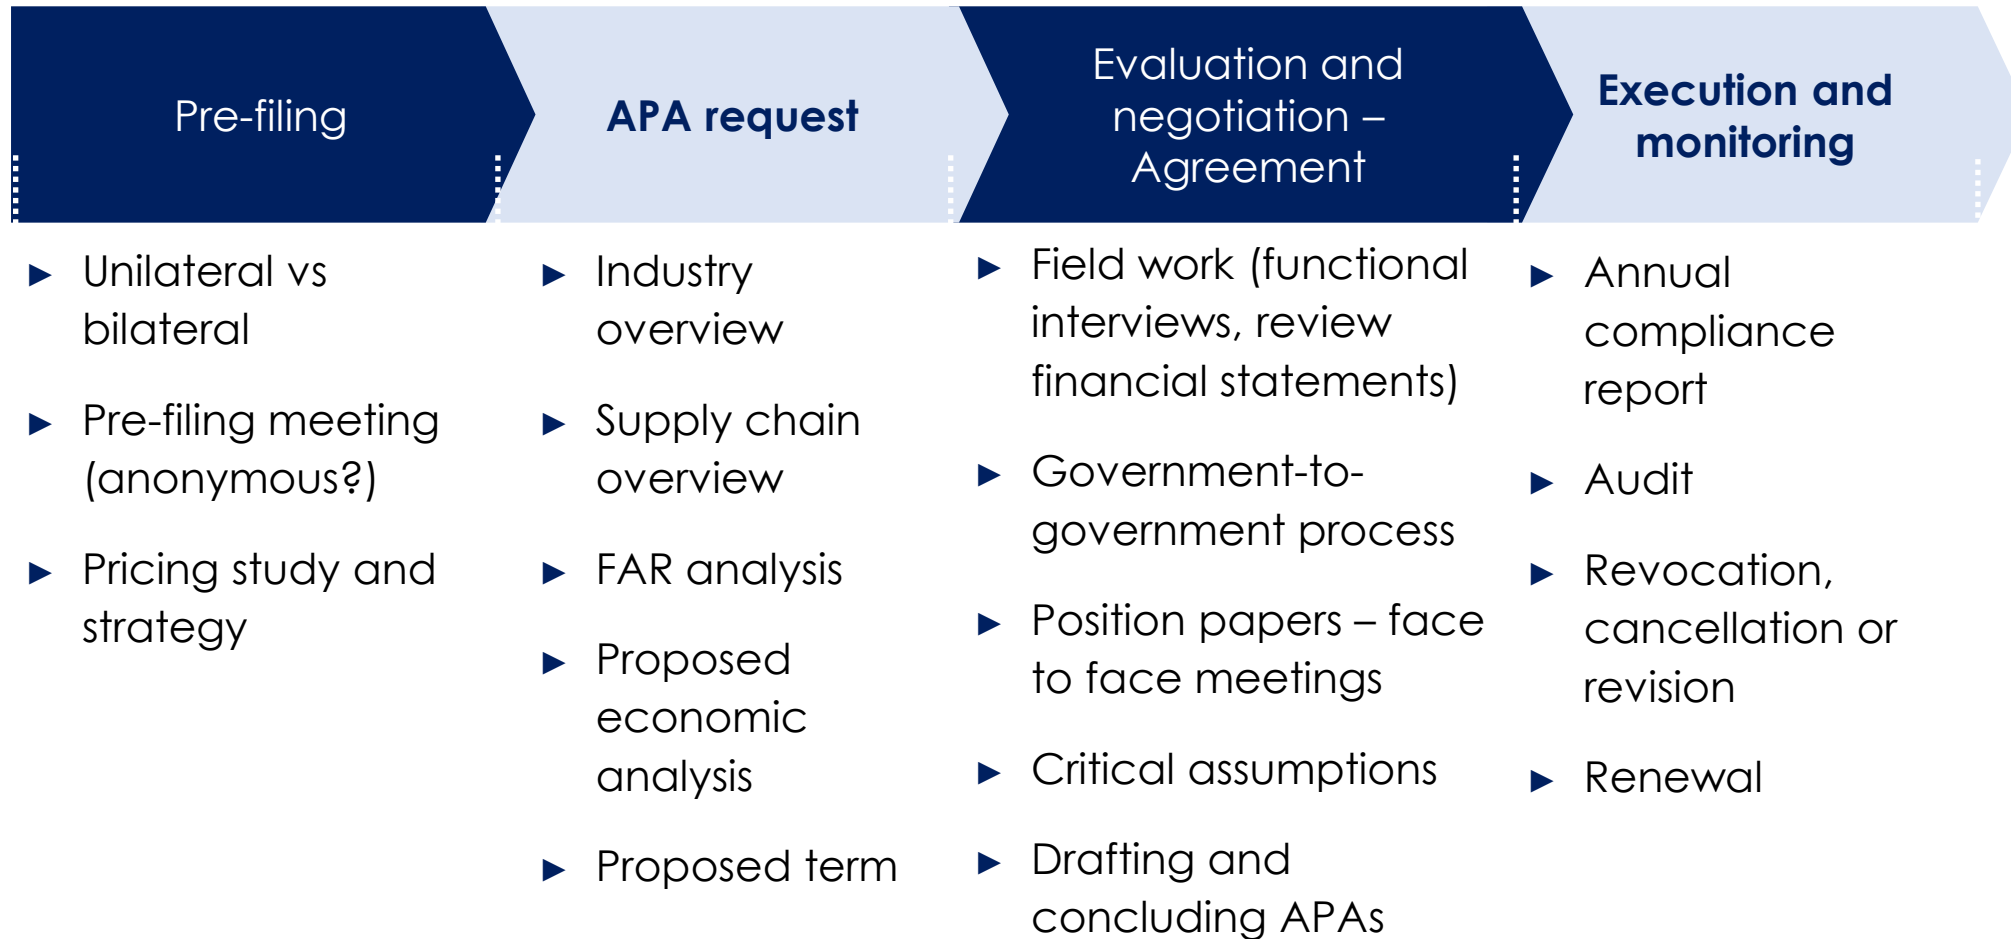 Pre-filing
APA request
Evaluation and
negotiation –
Agreement
Execution and
monitoring
► Unilateral vs
bilateral
► Pre-filing meeting
(anonymous?)
► Pricing study and
strategy
► Industry
overview
► Supply chain
overview
► FAR analysis
► Proposed
economic
analysis
► Proposed term
► Field work (functional
interviews, review
financial statements)
► Government-to-
government process
► Position papers – face
to face meetings
► Critical assumptions
► Drafting and
concluding APAs
► Annual
compliance
report
► Audit
► Revocation,
cancellation or
revision
► Renewal